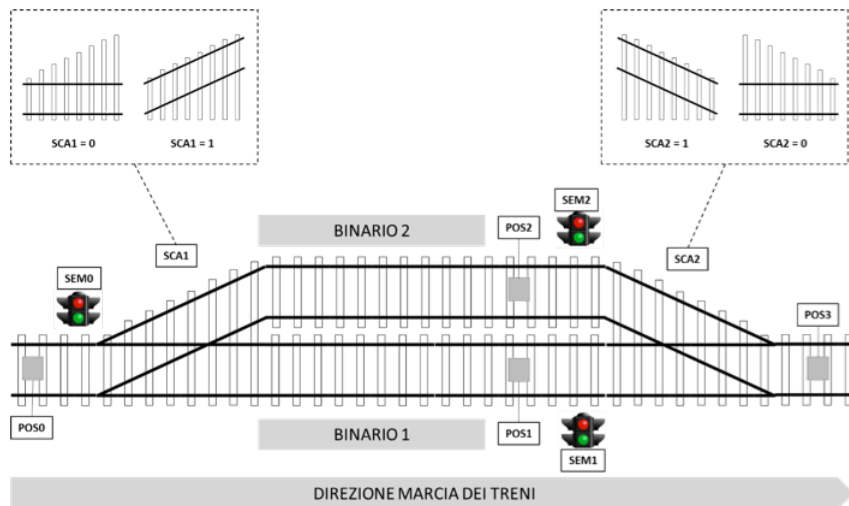 SCA1 = 0
SCA1 = 1
SCA2 = 1
SCA2 = 0
SEM2
POS2
BINARIO 2
SCA1
SCA2
SEM0
POS3
POS0
BINARIO 1
POS1
SEM1
DIREZIONE MARCIA DEI TRENI